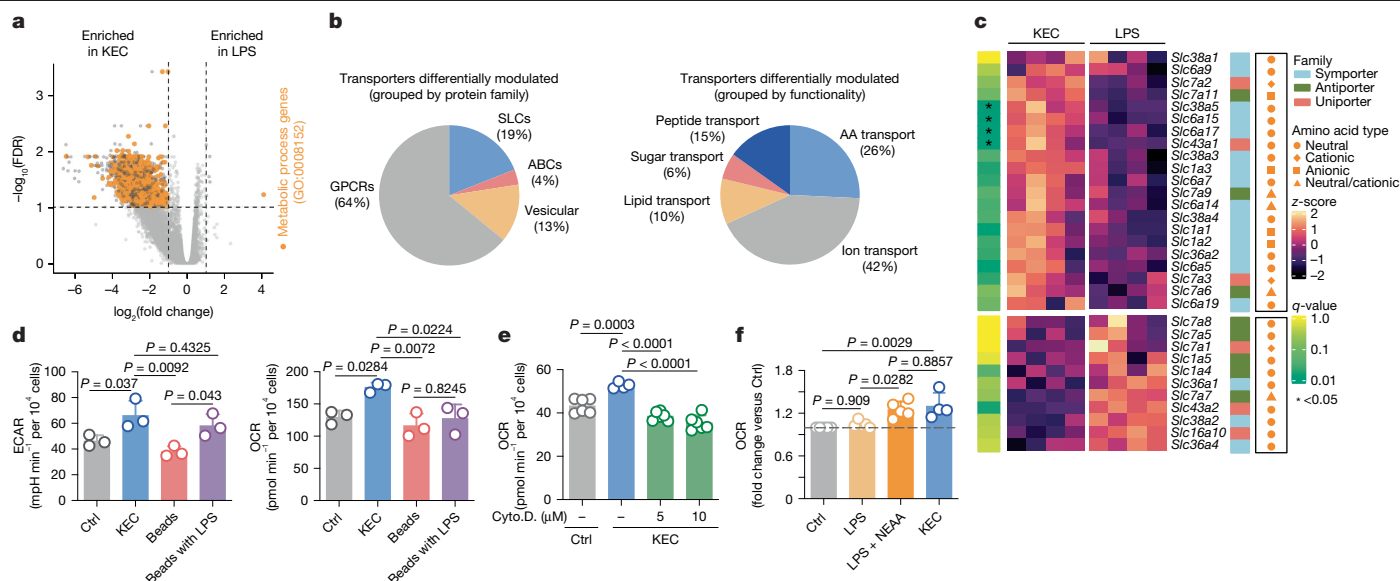 a
Enriched
in KEC
Enriched
in LPS
−log10(FDR)
3
2
1
0
−6
−4
−2
0
2
4
log2(fold change)
Metabolic process genes
(GO:0008152)
b
Transporters differentially modulated
(grouped by protein family)
SLCs
(19%)
ABCs
(4%)
Vesicular
(13%)
GPCRs
(64%)
Transporters differentially modulated
(grouped by functionality)
Peptide transport
(15%)
Sugar transport
(6%)
Lipid transport
(10%)
AA transport
(26%)
Ion transport
(42%)
c
KEC
LPS
*
*
*
*
Slc38a1
Slc6a9
Slc7a2
Slc7a11
Slc38a5
Slc6a15
Slc6a17
Slc43a1
Slc38a3
Slc1a3
Slc6a7
Slc7a9
Slc6a14
Slc38a4
Slc1a1
Slc1a2
Slc36a2
Slc6a5
Slc7a3
Slc7a6
Slc6a19
Slc7a8
Slc7a5
Slc7a1
Slc1a5
Slc1a4
Slc36a1
Slc7a7
Slc43a2
Slc38a2
Slc16a10
Slc36a4
Family
Symporter
Antiporter
Uniporter
Amino acid type
Neutral
Cationic
Anionic
Neutral/cationic
z-score
2
1
0
−1
−2
q-value
1.0
0.1
0.01
* <0.05
d
P = 0.4325
P = 0.0092
P = 0.037
P = 0.043
ECAR
(mpH min−1 per 104 cells)
100
80
60
40
20
0
Ctrl
KEC
Beads
Beads with LPS
P = 0.0224
P = 0.0072
P = 0.0284
P = 0.8245
OCR
(pmol min−1 per 104 cells)
200
150
100
50
0
Ctrl
KEC
Beads
Beads with LPS
e
P = 0.0003
P < 0.0001
P < 0.0001
OCR
(pmol min−1 per 104 cells)
60
40
20
0
Cyto.D. (μM)
−
−
5
10
Ctrl
KEC
f
P = 0.0029
P = 0.8857
P = 0.0282
P = 0.909
OCR
(fold change versus Ctrl)
1.8
1.2
0.6
0
Ctrl
LPS
LPS + NEAA
KEC